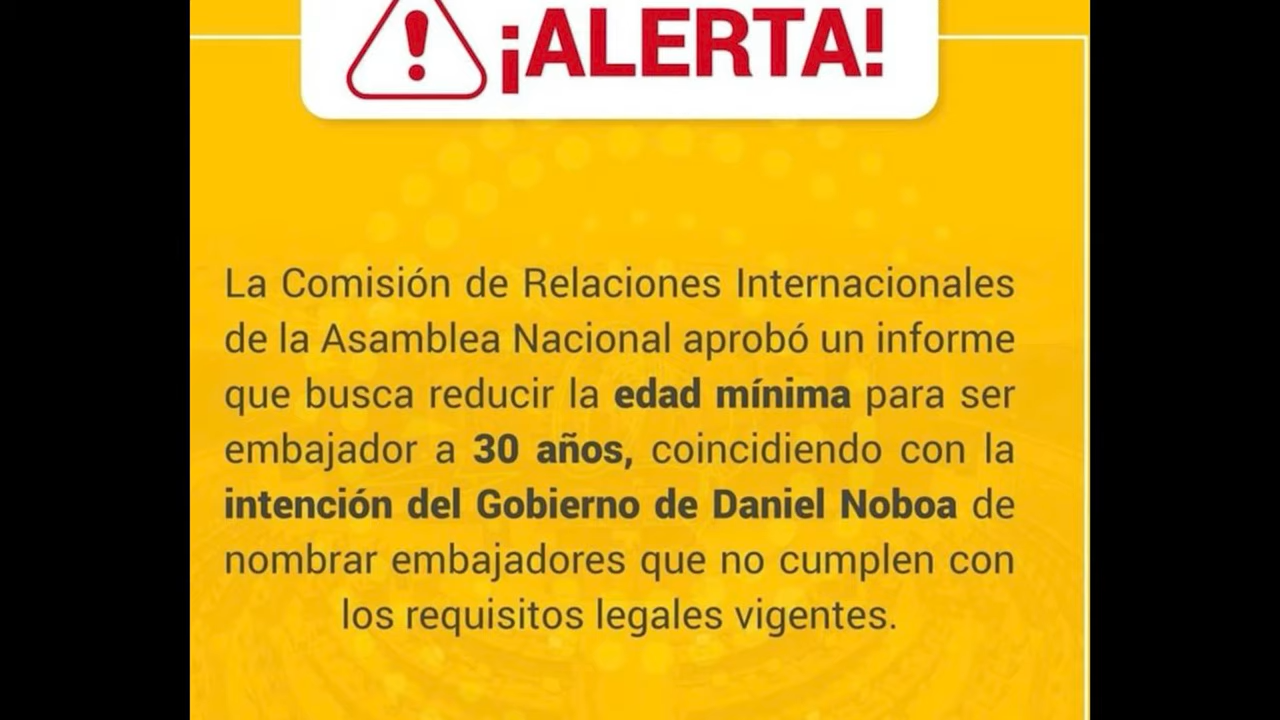 ¡ALERTA!
La Comisión de Relaciones Internacionales
de la Asamblea Nacional aprobó un informe
que busca reducir la edad mínima para ser
embajador a 30 años, coincidiendo con la
intención del Gobierno de Daniel Noboa de
nombrar embajadores que no cumplen con
los requisitos legales vigentes.